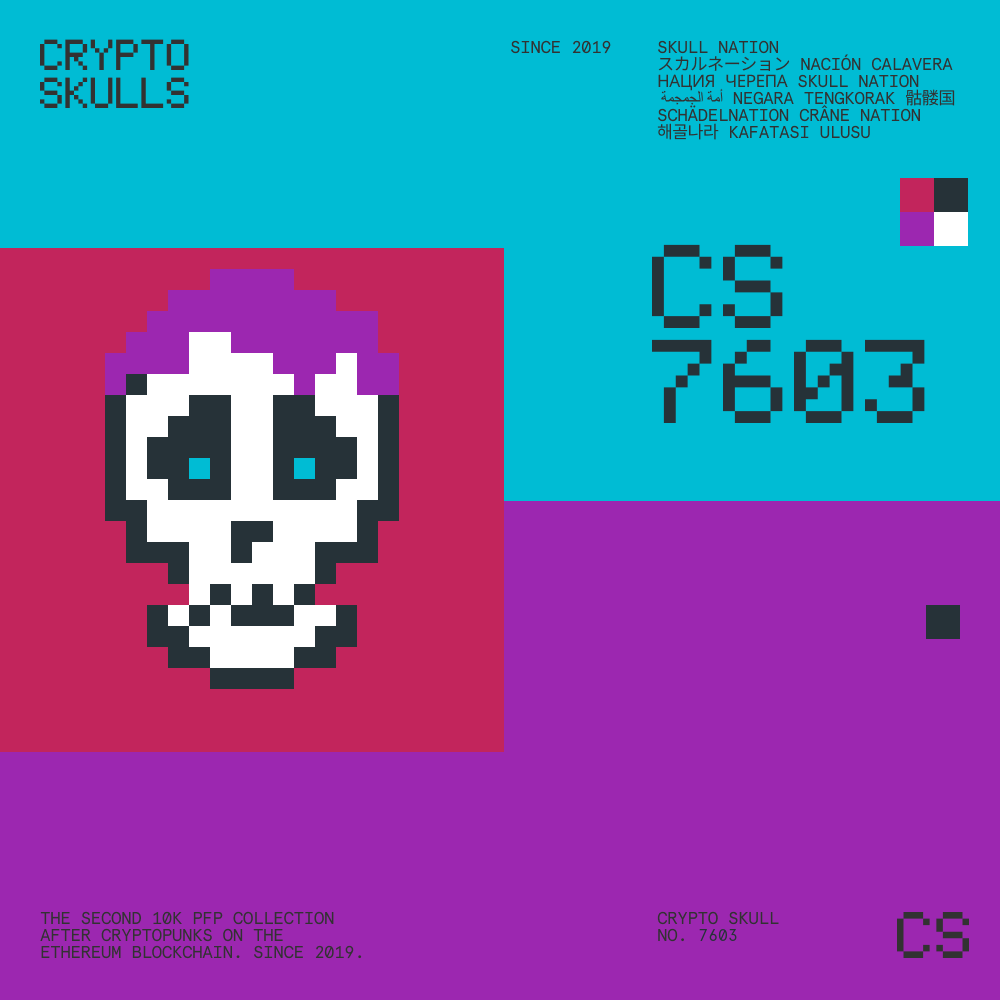 CRYPTO
SKULLS
SINCE 2019
SKULL NATION
スカルネーション NACIÓN CALAVERA
НАЦИЯ ЧЕРЕПА SKULL NATION
أمة الجمجمة NEGARA TENGKORAK 骷髅国
SCHÄDELNATION CRÂNE NATION
해골나라 KAFATASI ULUSU
CS
7603
THE SECOND 10K PFP COLLECTION
AFTER CRYPTOPUNKS ON THE
ETHEREUM BLOCKCHAIN. SINCE 2019.
CRYPTO SKULL
NO. 7603
CS